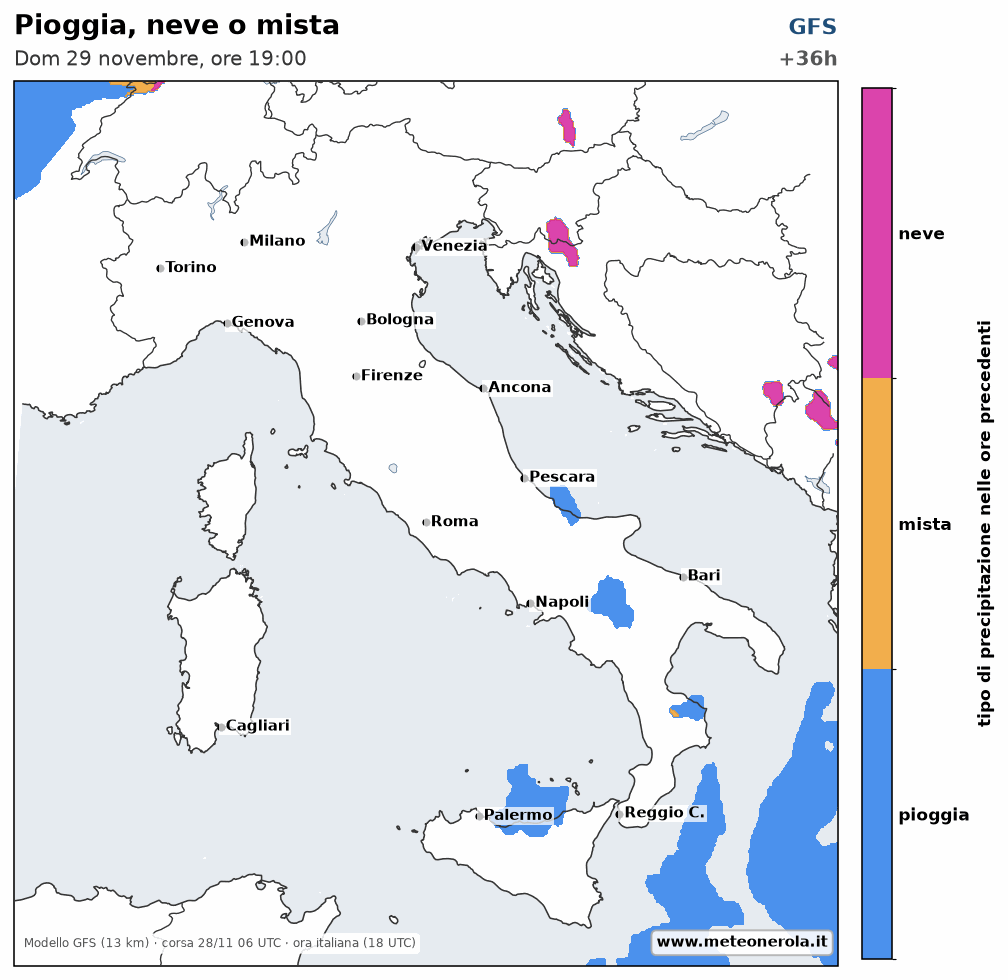 Pioggia, neve o mista
GFS
Dom 29 novembre, ore 19:00
+36h
neve
Milano
Venezia
Torino
Genova
Bologna
Firenze
Ancona
Pescara
Roma
mista
Bari
Napoli
Cagliari
Palermo
Reggio C.
pioggia
tipo di precipitazione nelle ore precedenti
Modello GFS (13 km) · corsa 28/11 06 UTC · ora italiana (18 UTC)
www.meteonerola.it